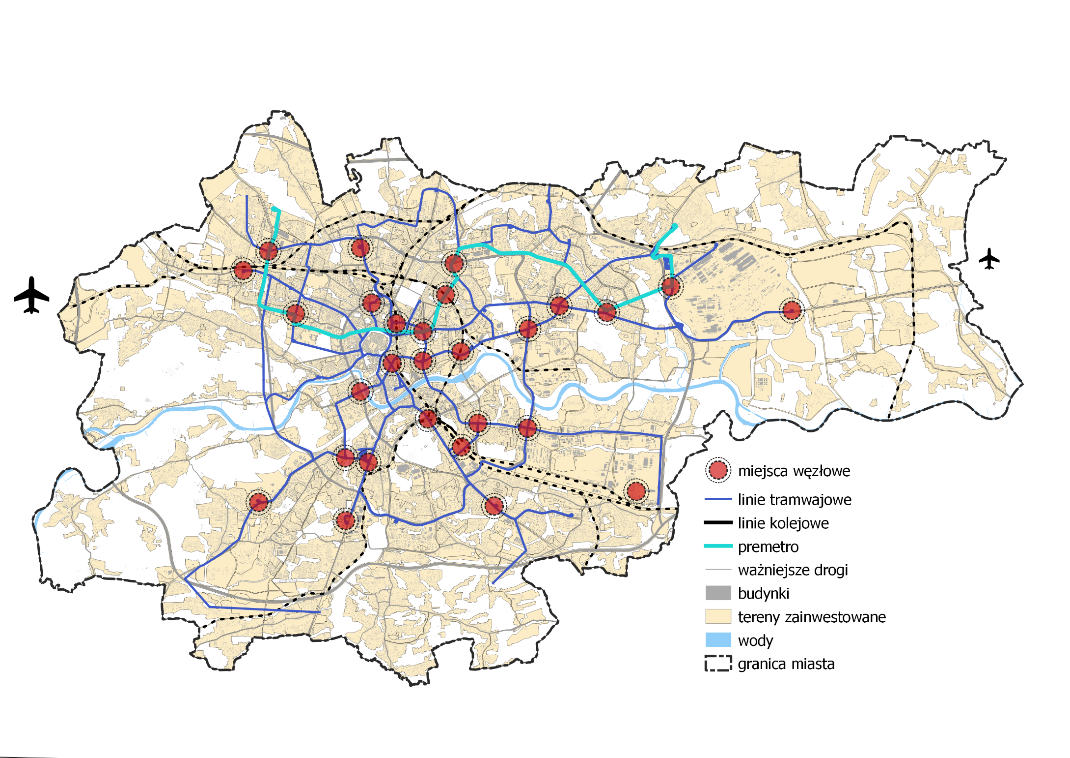 miejsca węzłowe
linie tramwajowe
linie kolejowe
premetro
ważniejsze drogi
budynki
tereny zainwestowane
wody
granica miasta